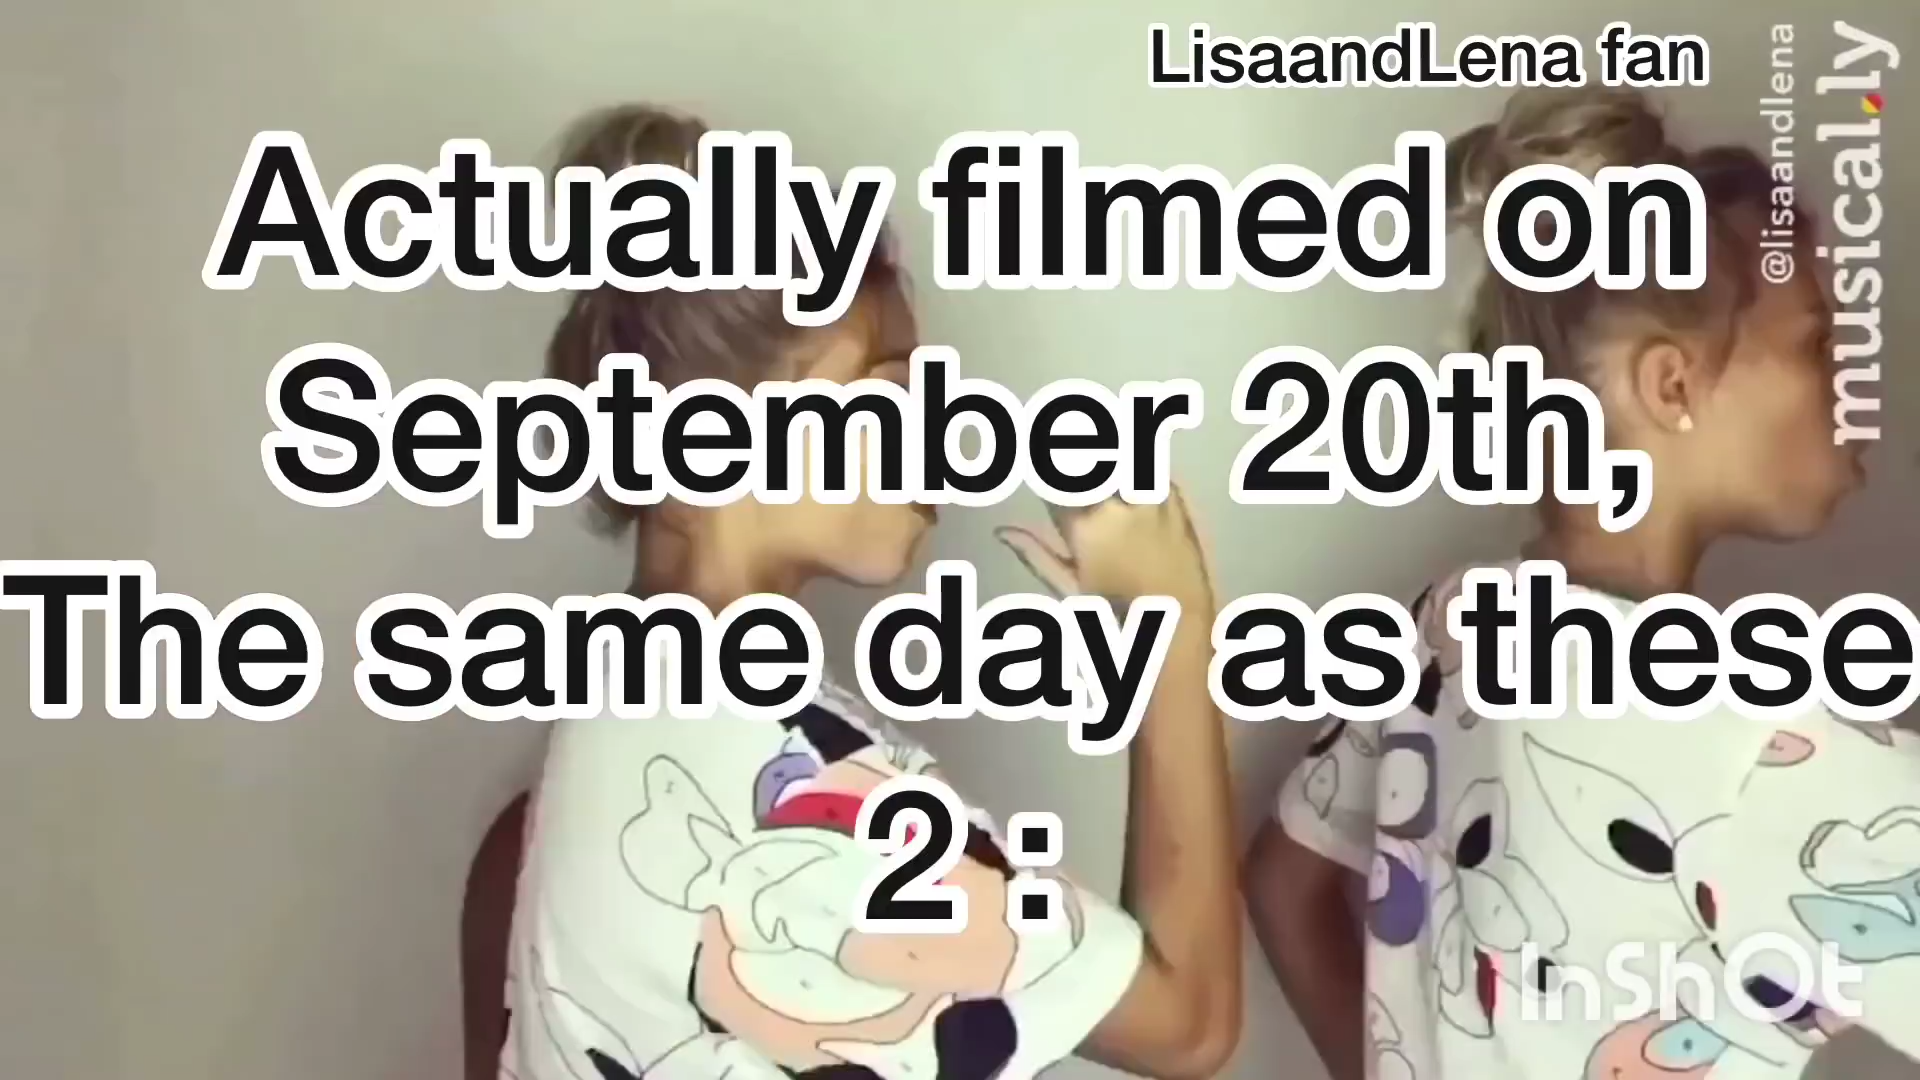 LisaandLena fan
@lisaandlena
musical.ly
Actually filmed on
September 20th,
The same day as these
2 :
InShOt